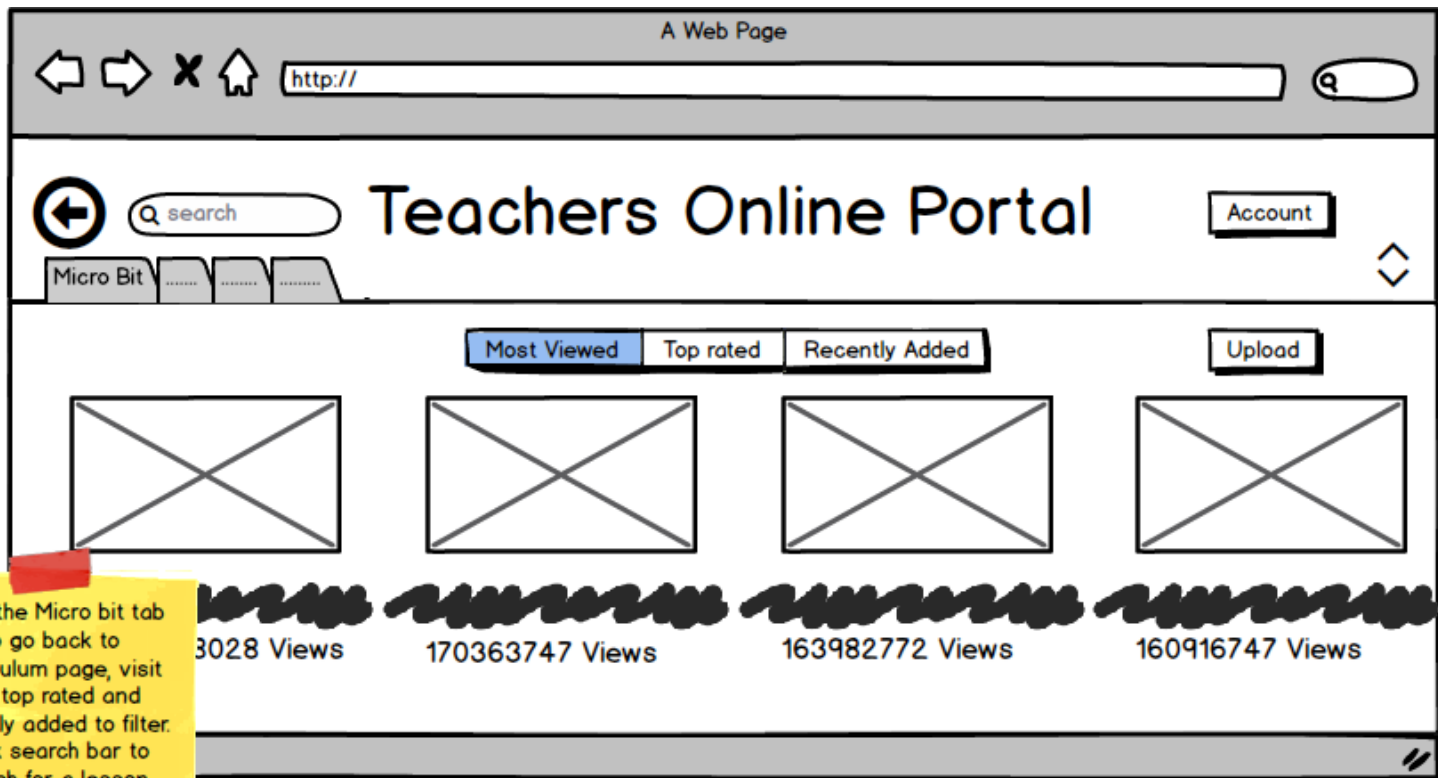 A Web Page
http://
search
Teachers Online Portal
Account
Micro Bit ....... ........ .........
Most Viewed Top rated Recently Added
Upload
3028 Views
170363747 Views
163982772 Views
160916747 Views
the Micro bit tab
go back to
page, visit
top rated and
added to filter.
search bar to
for a lesson